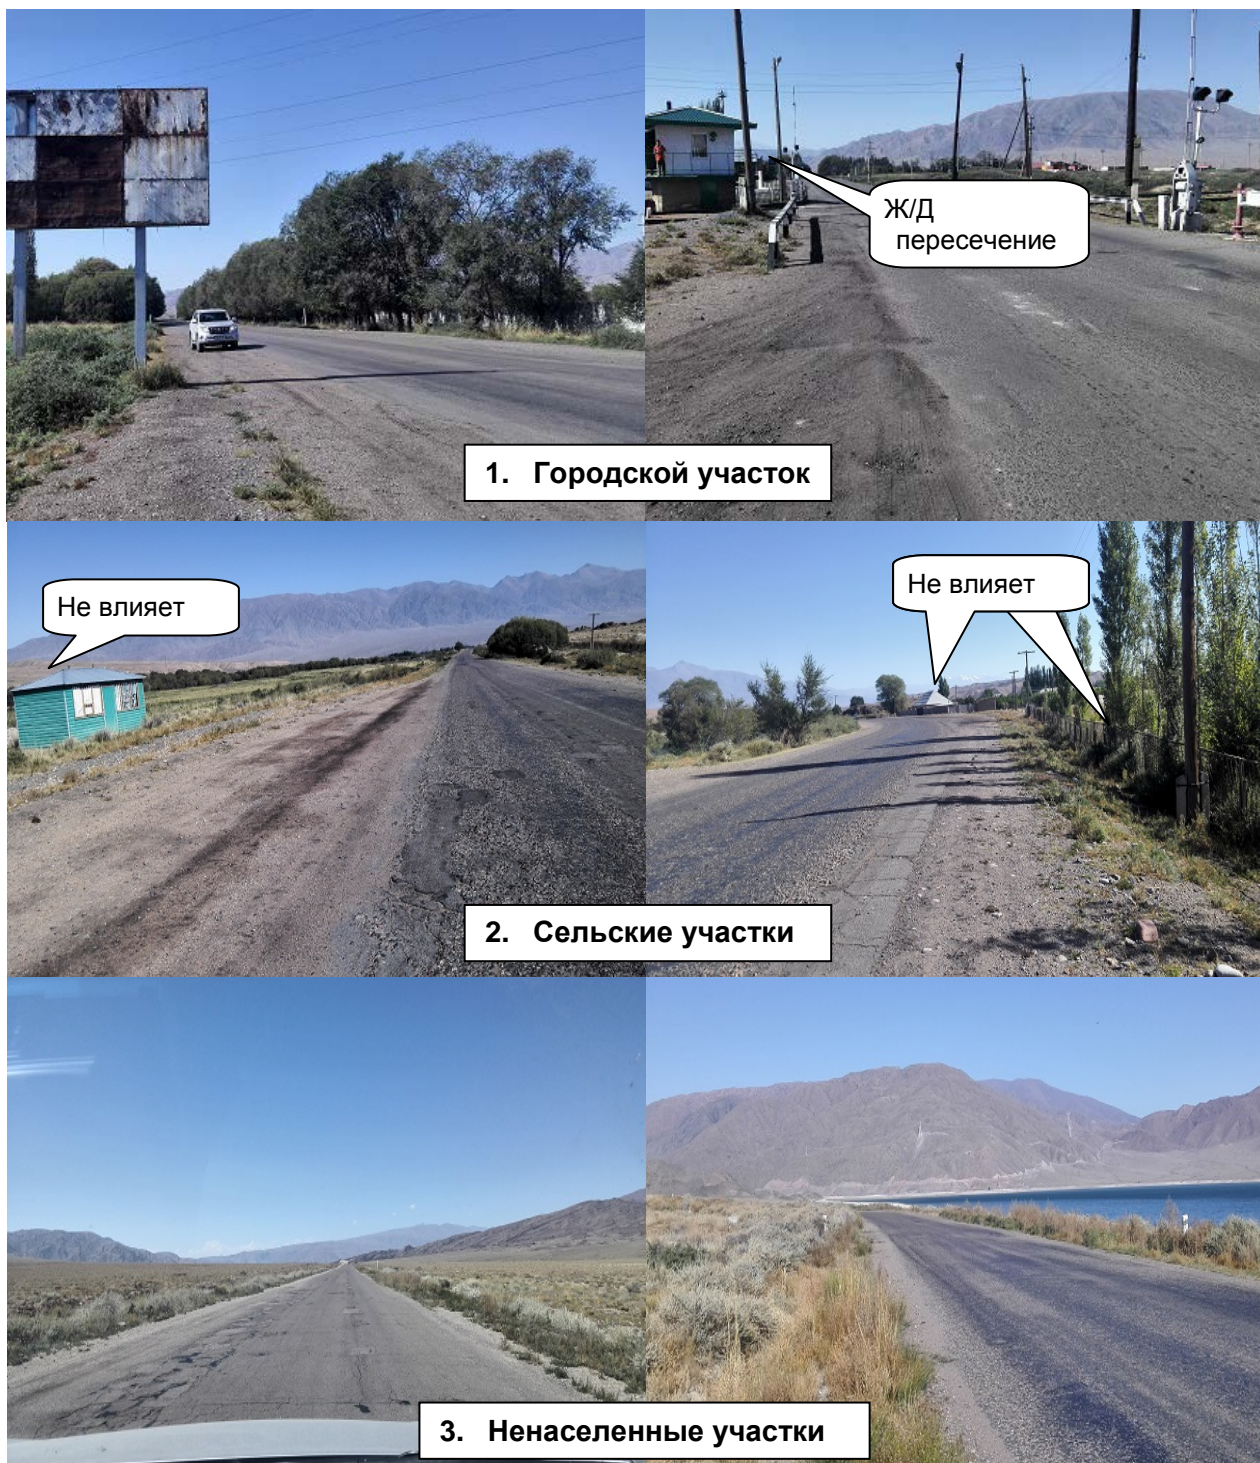 Ж/Д
пересечение
1. Городской участок
Не влияет
Не влияет
2. Сельские участки
3. Ненаселенные участки